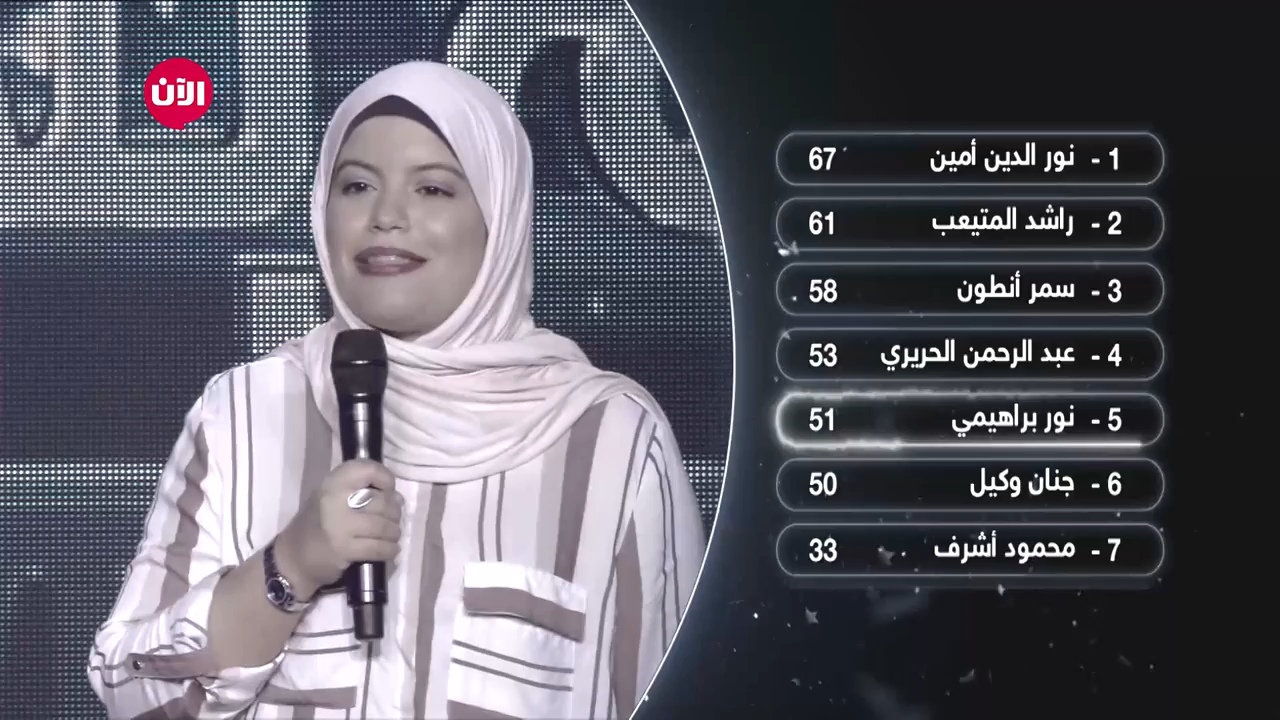 الآن
1 - نور الدين أمين 67
2 - راشد المتيعب 61
3 - سمر أنطون 58
4 - عبد الرحمن الحريري 53
5 - نور براهيمي 51
6 - جنان وكيل 50
7 - محمود أشرف 33